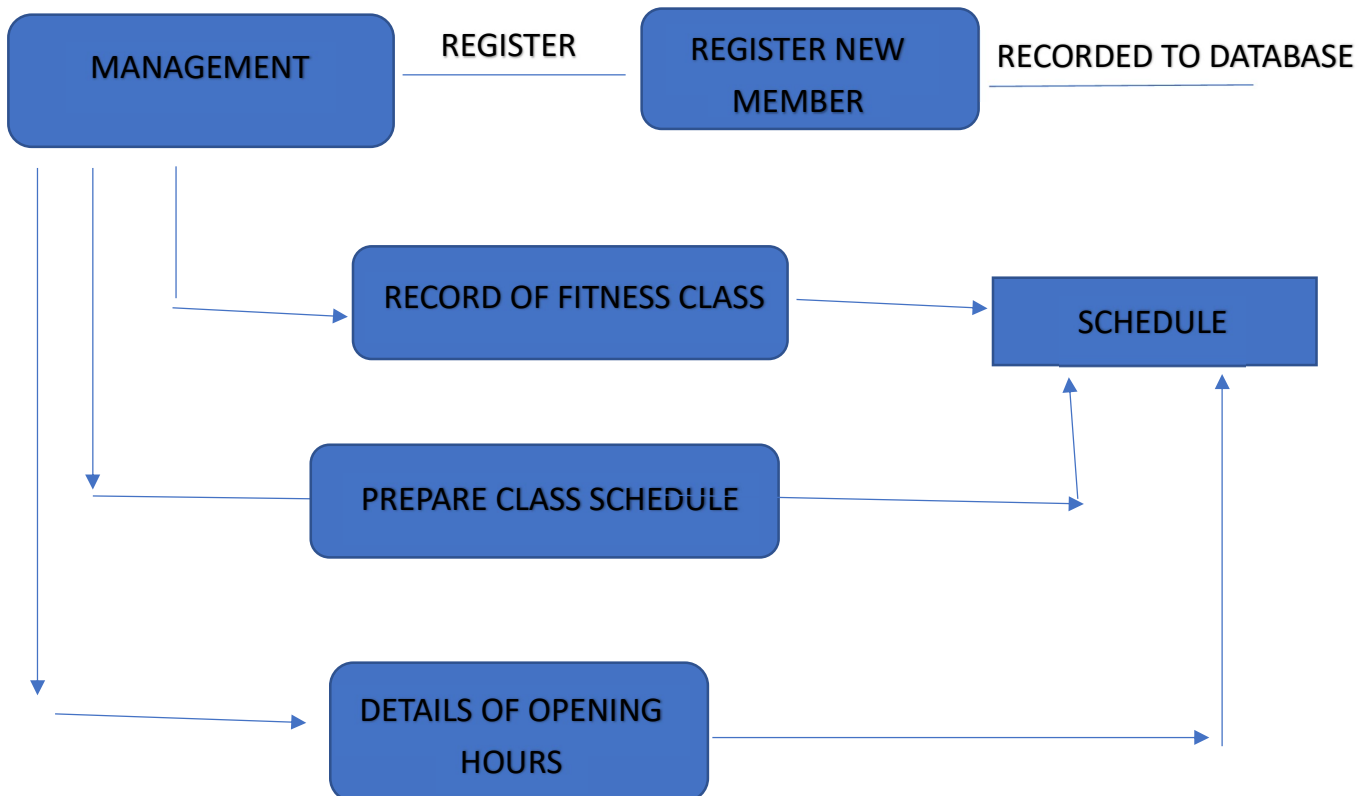 MANAGEMENT
REGISTER
REGISTER NEW
MEMBER
RECORDED TO DATABASE
RECORD OF FITNESS CLASS
SCHEDULE
PREPARE CLASS SCHEDULE
DETAILS OF OPENING
HOURS